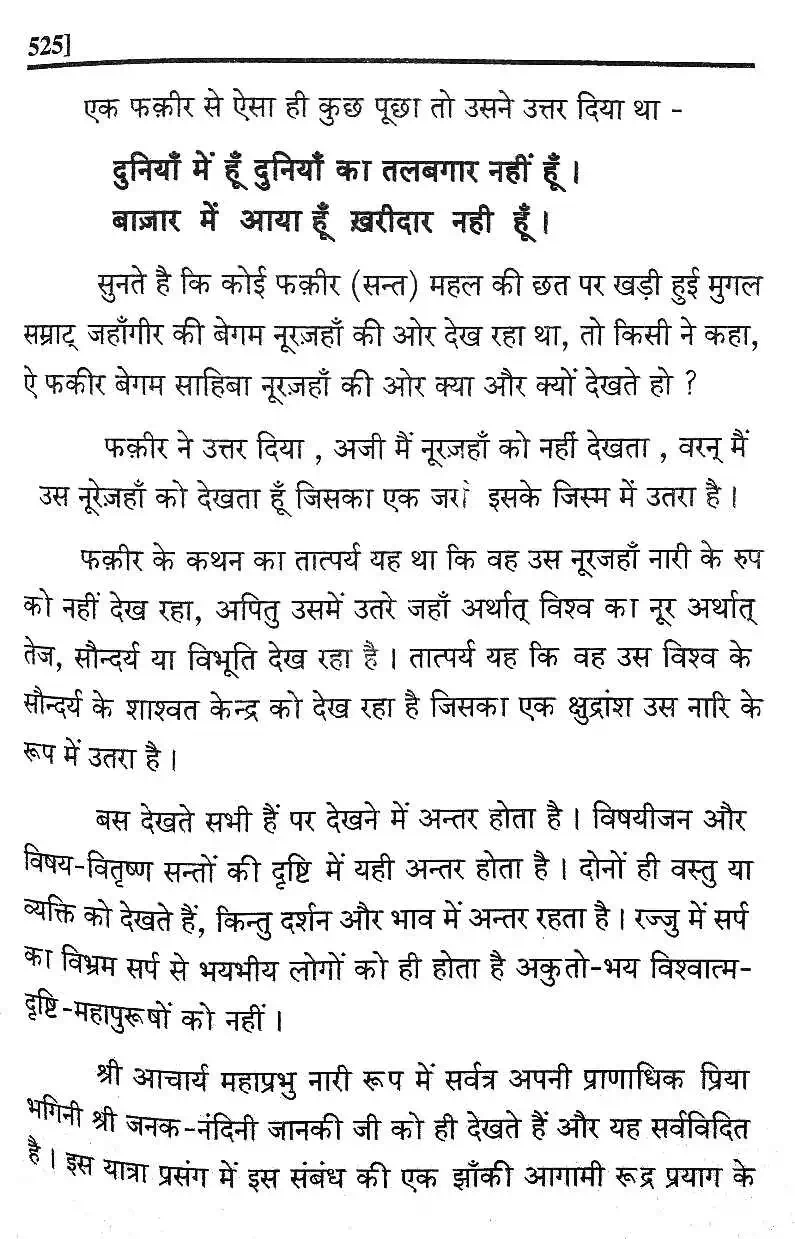 525]
एक फक़ीर से ऐसा ही कुछ पूछा तो उसने उत्तर दिया था -
दुनियाँ में हूँ दुनियाँ का तलबगार नहीं हूँ ।
बाज़ार में आया हूँ ख़रीदार नही हूँ ।
सुनते है कि कोई फक़ीर (सन्त) महल की छत पर खड़ी हुई मुगल
सम्राट् जहाँगीर की बेगम नूरज़हाँ की ओर देख रहा था, तो किसी ने कहा,
ऐ फकीर बेगम साहिबा नूरज़हाँ की ओर क्या और क्यों देखते हो ?
फक़ीर ने उत्तर दिया , अजी मैं नूरज़हाँ को नहीं देखता , वरन् मैं
उस नूरेज़हाँ को देखता हूँ जिसका एक जर्रा इसके जिस्म में उतरा है ।
फक़ीर के कथन का तात्पर्य यह था कि वह उस नूरजहाँ नारी के रुप
को नहीं देख रहा, अपितु उसमें उतरे जहाँ अर्थात् विश्व का नूर अर्थात्
तेज, सौन्दर्य या विभूति देख रहा है । तात्पर्य यह कि वह उस विश्व के
सौन्दर्य के शाश्वत केन्द्र को देख रहा है जिसका एक क्षुद्रांश उस नारि के
रूप में उतरा है ।
बस देखते सभी हैं पर देखने में अन्तर होता है । विषयीजन और
विषय-वितृष्ण सन्तों की दृष्टि में यही अन्तर होता है । दोनों ही वस्तु या
व्यक्ति को देखते हैं, किन्तु दर्शन और भाव में अन्तर रहता है । रज्जु में सर्प
का विभ्रम सर्प से भयभीय लोगों को ही होता है अकुतो-भय विश्वात्म-
दृष्टि-महापुरूषों को नहीं ।
श्री आचार्य महाप्रभु नारी रूप में सर्वत्र अपनी प्राणाधिक प्रिया
भगिनी श्री जनक-नंदिनी जानकी जी को ही देखते हैं और यह सर्वविदित
है । इस यात्रा प्रसंग में इस संबंध की एक झाँकी आगामी रूद्र प्रयाग के